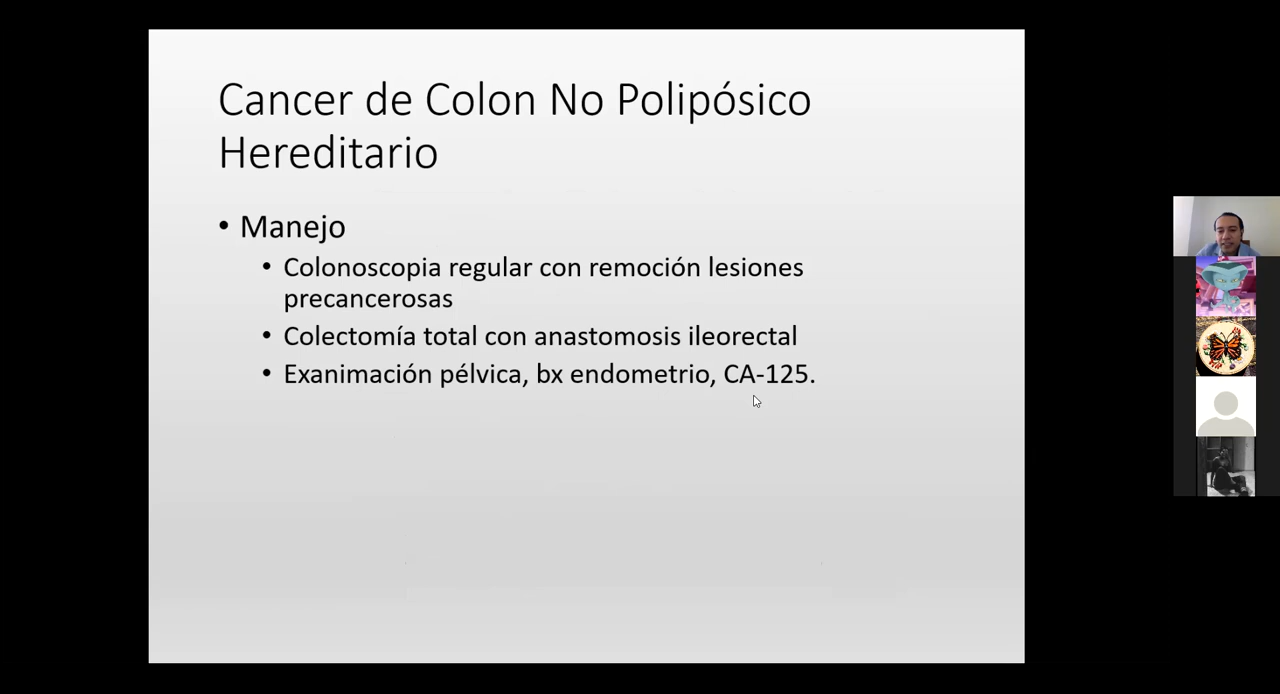 Cancer de Colon No Polipósico
Hereditario
• Manejo
• Colonoscopia regular con remoción lesiones
precancerosas
• Colectomía total con anastomosis ileorectal
• Exanimación pélvica, bx endometrio, CA-125.